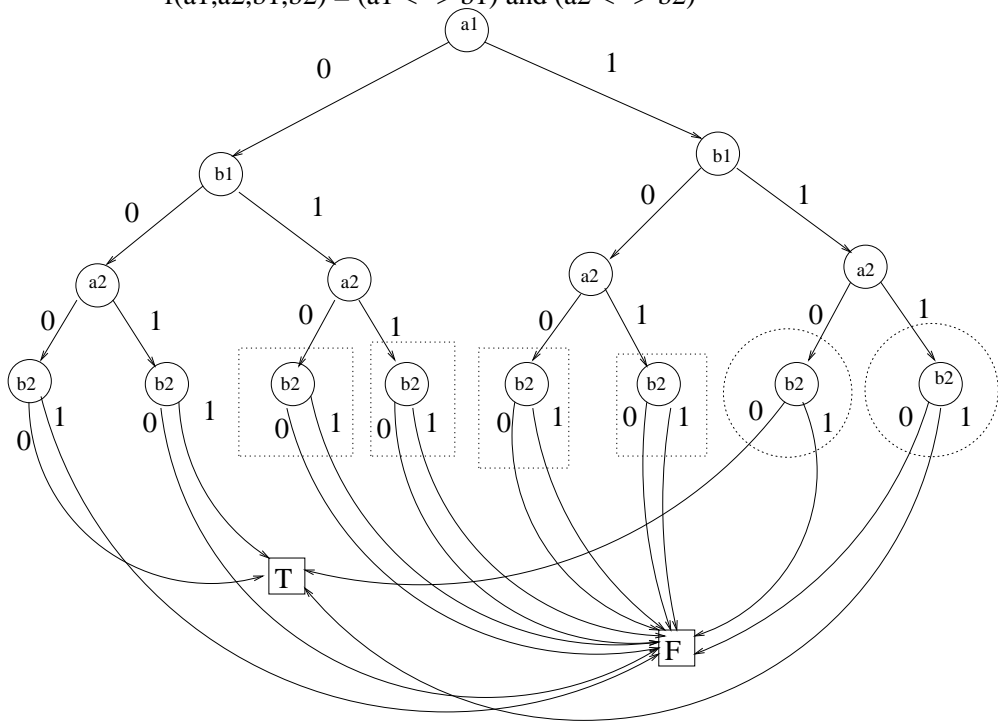 f(a1,a2,b1,b2) = (a1 < > b1) and (a2 < > b2)
a1
0 1
b1 b1
0 1 0 1
a2 a2 a2 a2
0 1 0 1 0 1 0 1
b2 b2 b2 b2 b2 b2 b2 b2
0 1 0 1 0 1 0 1 0 1 0 1 0 1 0 1
T
F